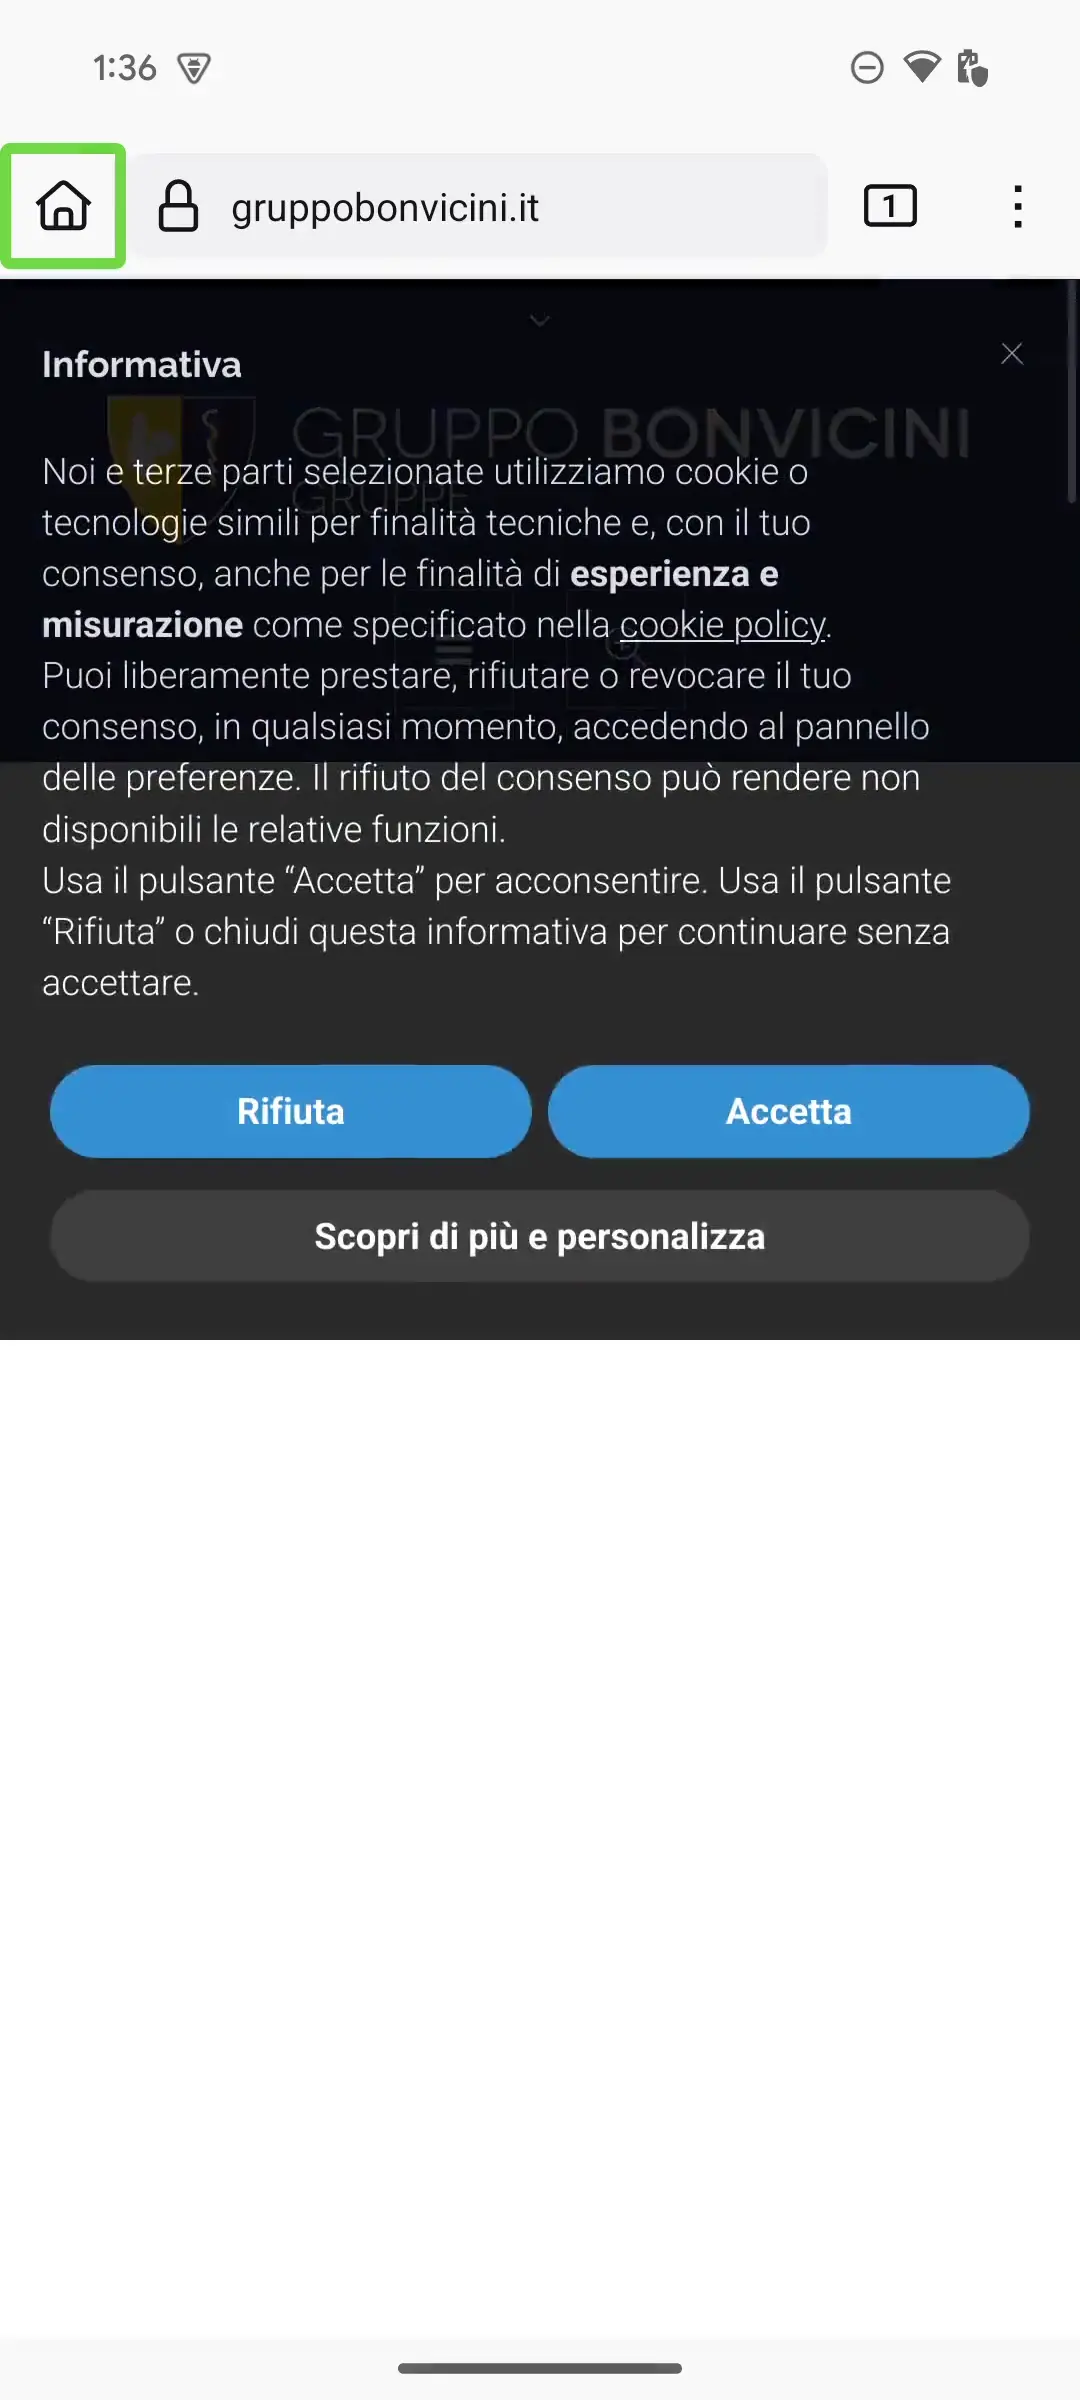 1:36
gruppobonvicini.it
1
Informativa
GRUPPO BONVICINI
GRUPPE
Noi e terze parti selezionate utilizziamo cookie o
tecnologie simili per finalità tecniche e, con il tuo
consenso, anche per le finalità di esperienza e
misurazione come specificato nella cookie policy.
Puoi liberamente prestare, rifiutare o revocare il tuo
consenso, in qualsiasi momento, accedendo al pannello
delle preferenze. Il rifiuto del consenso può rendere non
disponibili le relative funzioni.
Usa il pulsante “Accetta” per acconsentire. Usa il pulsante
“Rifiuta” o chiudi questa informativa per continuare senza
accettare.
Rifiuta
Accetta
Scopri di più e personalizza